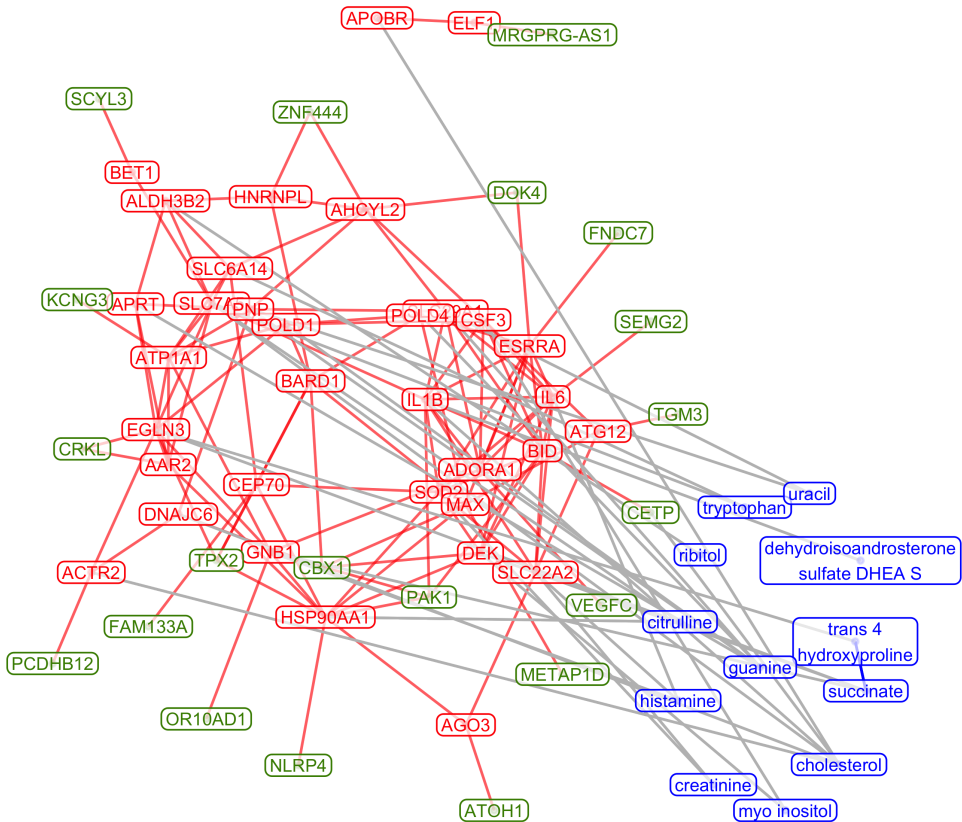 APOBR
ELF1
MRGPRG-AS1
SCYL3
ZNF444
BET1
ALDH3B2
HNRNPL
AHCYL2
DOK4
FNDC7
SLC6A14
KCNG3
APRT
SLC7A
PNP
POLD1
POLD4
CSF3
SEMG2
ESRRA
ATP1A1
BARD1
IL1B
IL6
TGM3
EGLN3
ATG12
CRKL
AAR2
BID
ADORA1
CEP70
SOD2
MAX
uracil
tryptophan
DNAJC6
CETP
GNB1
DEK
ribitol
dehydroisoandrosterone
sulfate DHEA S
TPX2
CBX1
ACTR2
SLC22A2
PAK1
VEGFC
HSP90AA1
citrulline
FAM133A
trans 4
hydroxyproline
PCDHB12
guanine
METAP1D
succinate
histamine
OR10AD1
AGO3
NLRP4
cholesterol
creatinine
ATOH1
myo inositol